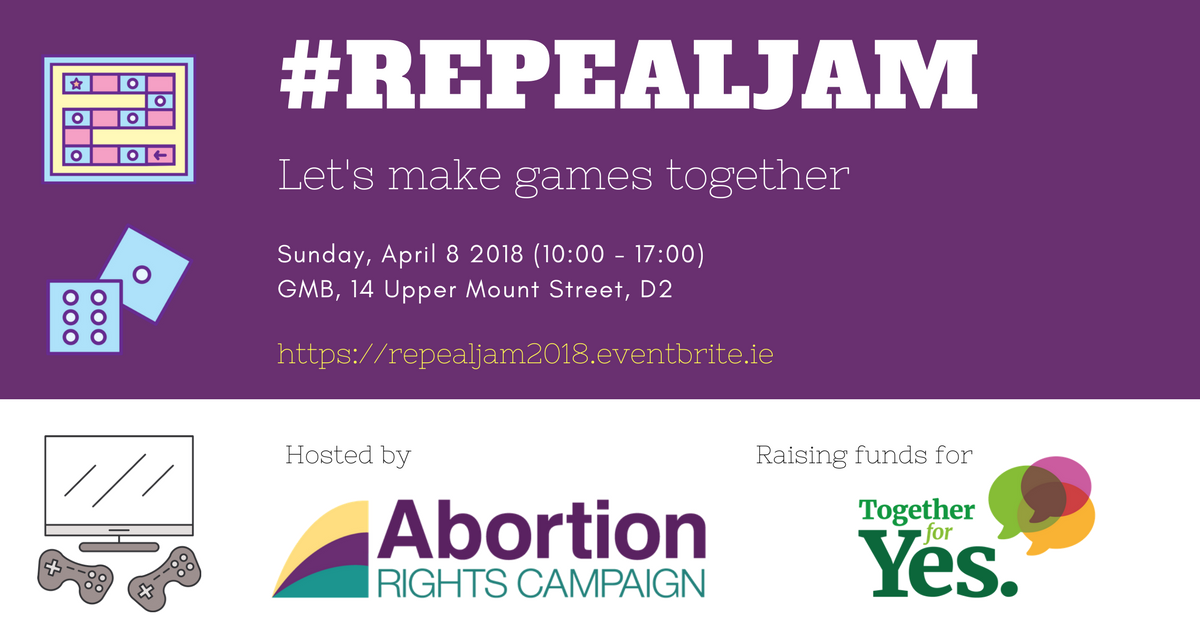 #REPEALJAM
Let's make games together
Sunday, April 8 2018 (10:00 - 17:00)
GMB, 14 Upper Mount Street, D2
https://repealjam2018.eventbrite.ie
Hosted by
Abortion
RIGHTS CAMPAIGN
Raising funds for
Together
for
Yes.